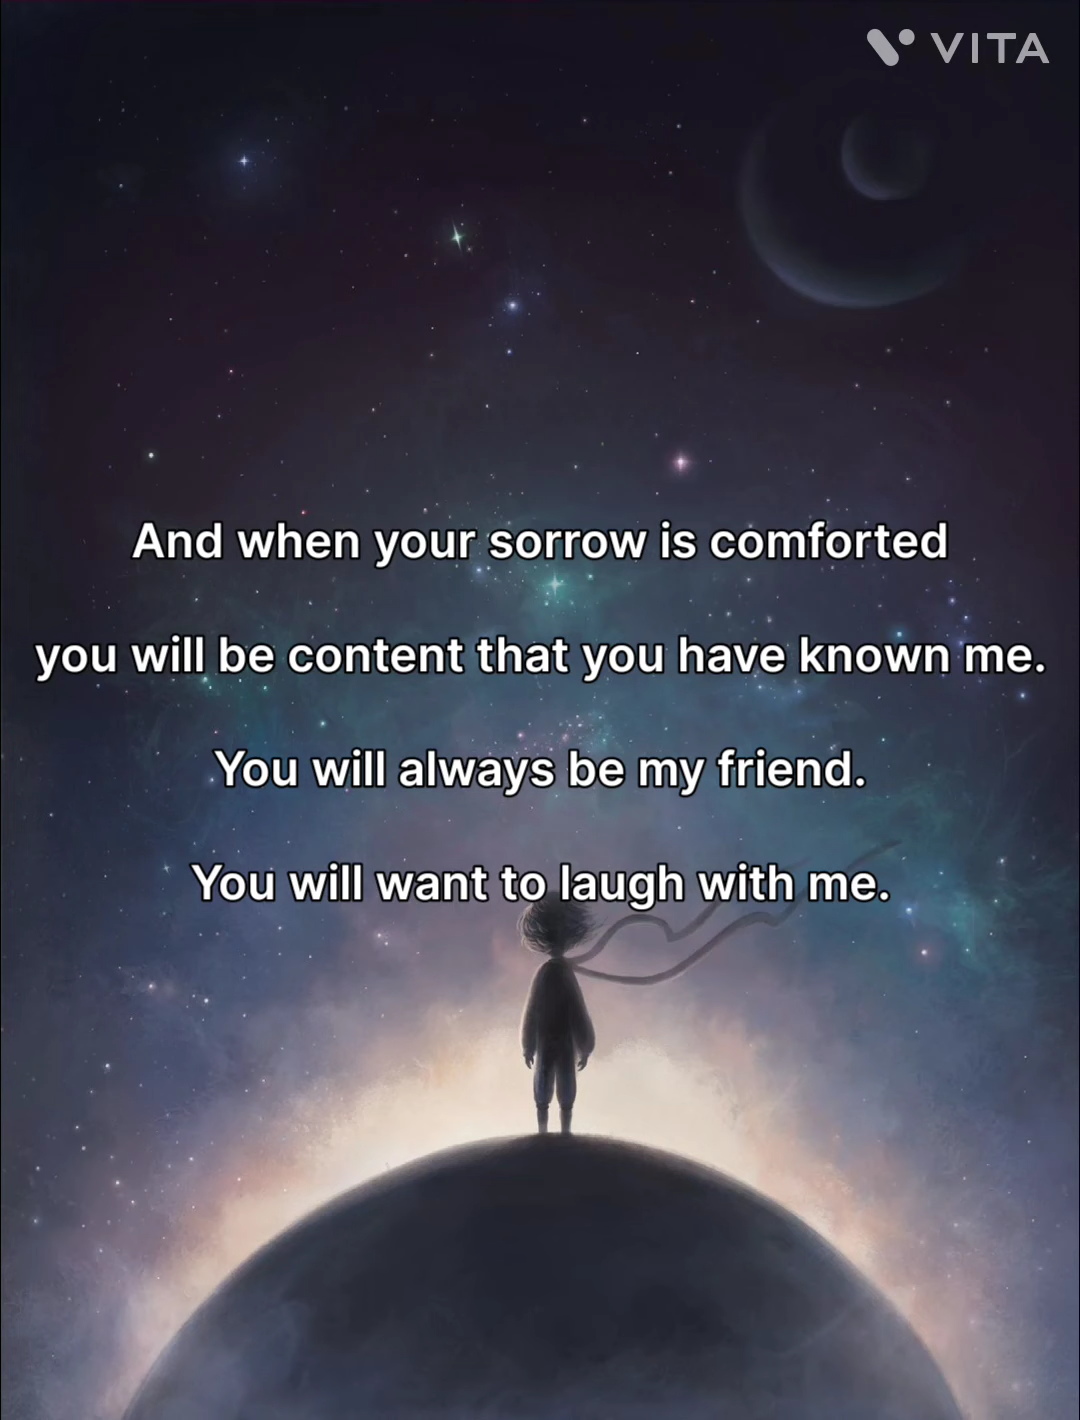 VITA
And when your sorrow is comforted
you will be content that you have known me.
You will always be my friend.
You will want to laugh with me.